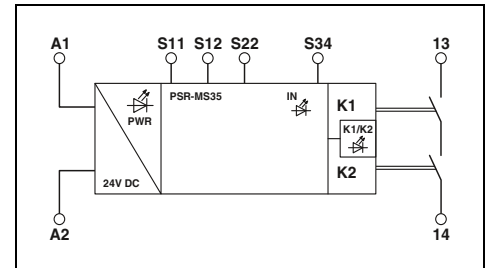 A1 S11 S12 S22 S34 13
PSR-MS35 IN K1
PWR K1/K2
24V DC K2
A2 14